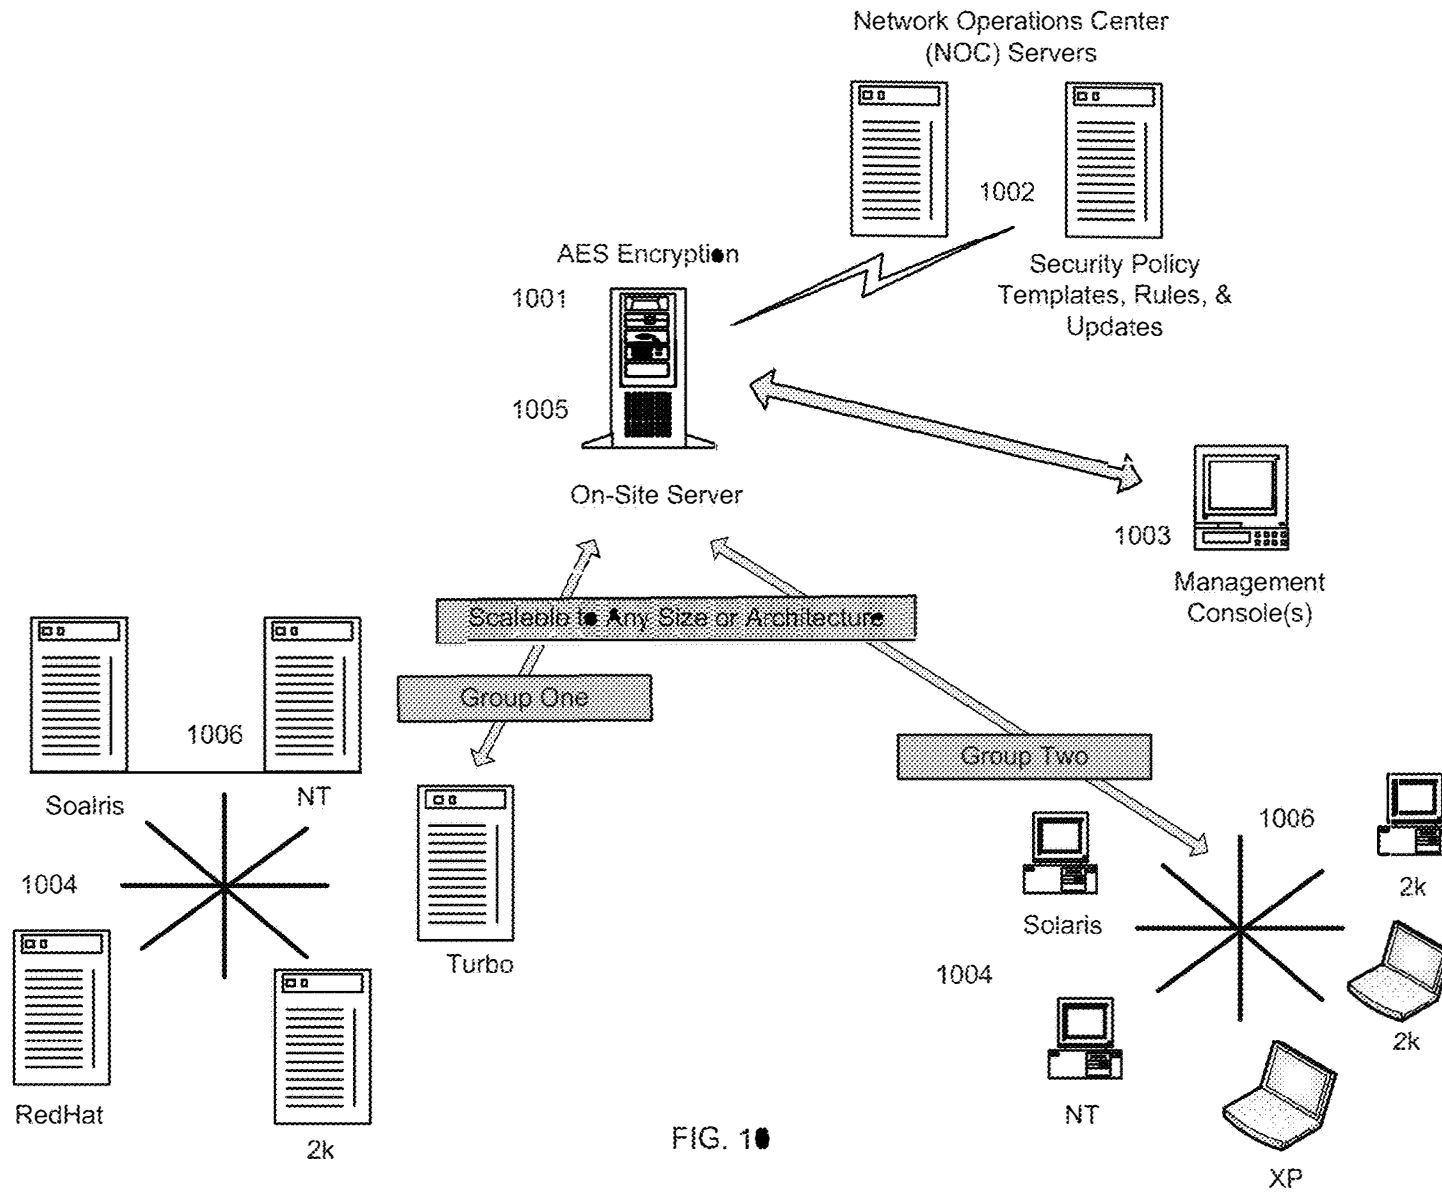 Network Operations Center
(NOC) Servers
1002
AES Encryption
Security Policy
Templates, Rules, &
Updates
1001
1005
On-Site Server
1003
Management
Console(s)
Scaleblo to Any Size or Architecture
Group One
1006
Group Two
Soalris
NT
1006
2k
1004
Solaris
Turbo
1004
2k
RedHat
NT
2k
XP
FIG.